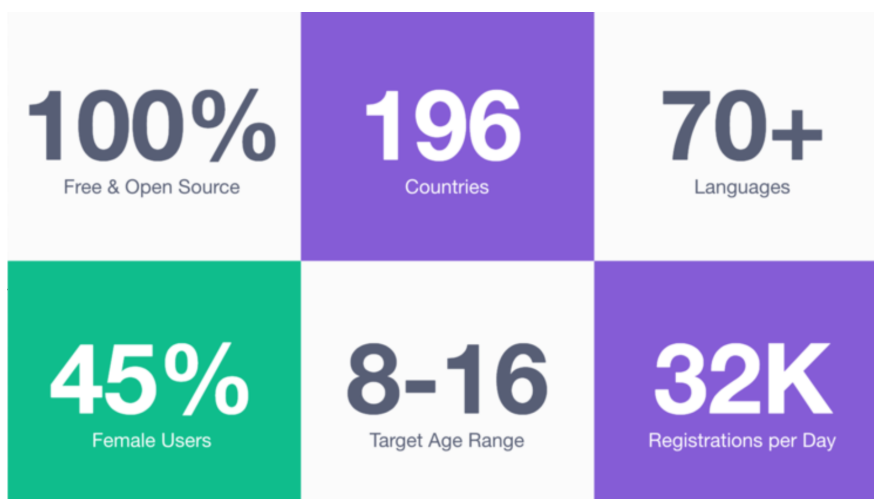 100%
Free & Open Source
196
Countries
70+
Languages
45%
Female Users
8-16
Target Age Range
32K
Registrations per Day